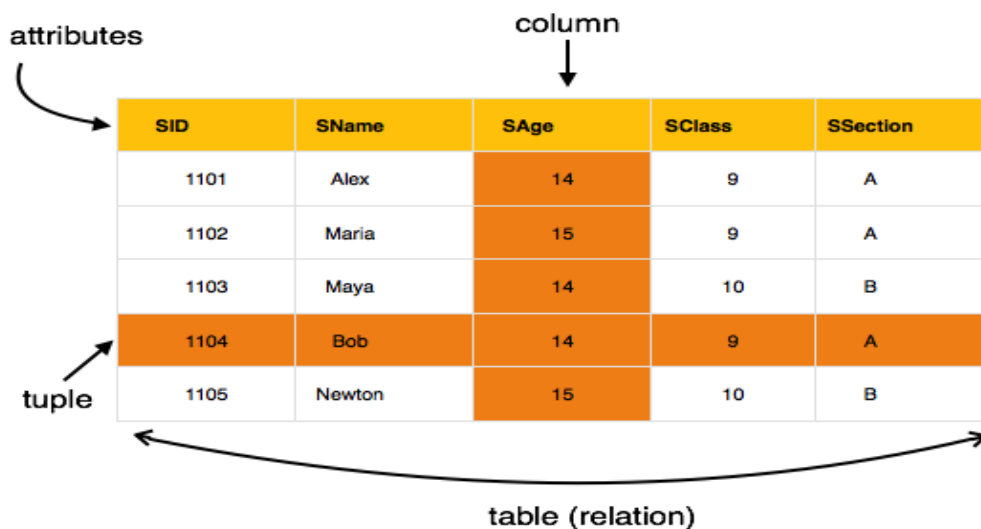 column
attributes
SID SName SAge SClass SSection
1101 Alex 14 9 A
1102 Maria 15 9 A
1103 Maya 14 10 B
1104 Bob 14 9 A
tuple
1105 Newton 15 10 B
table (relation)